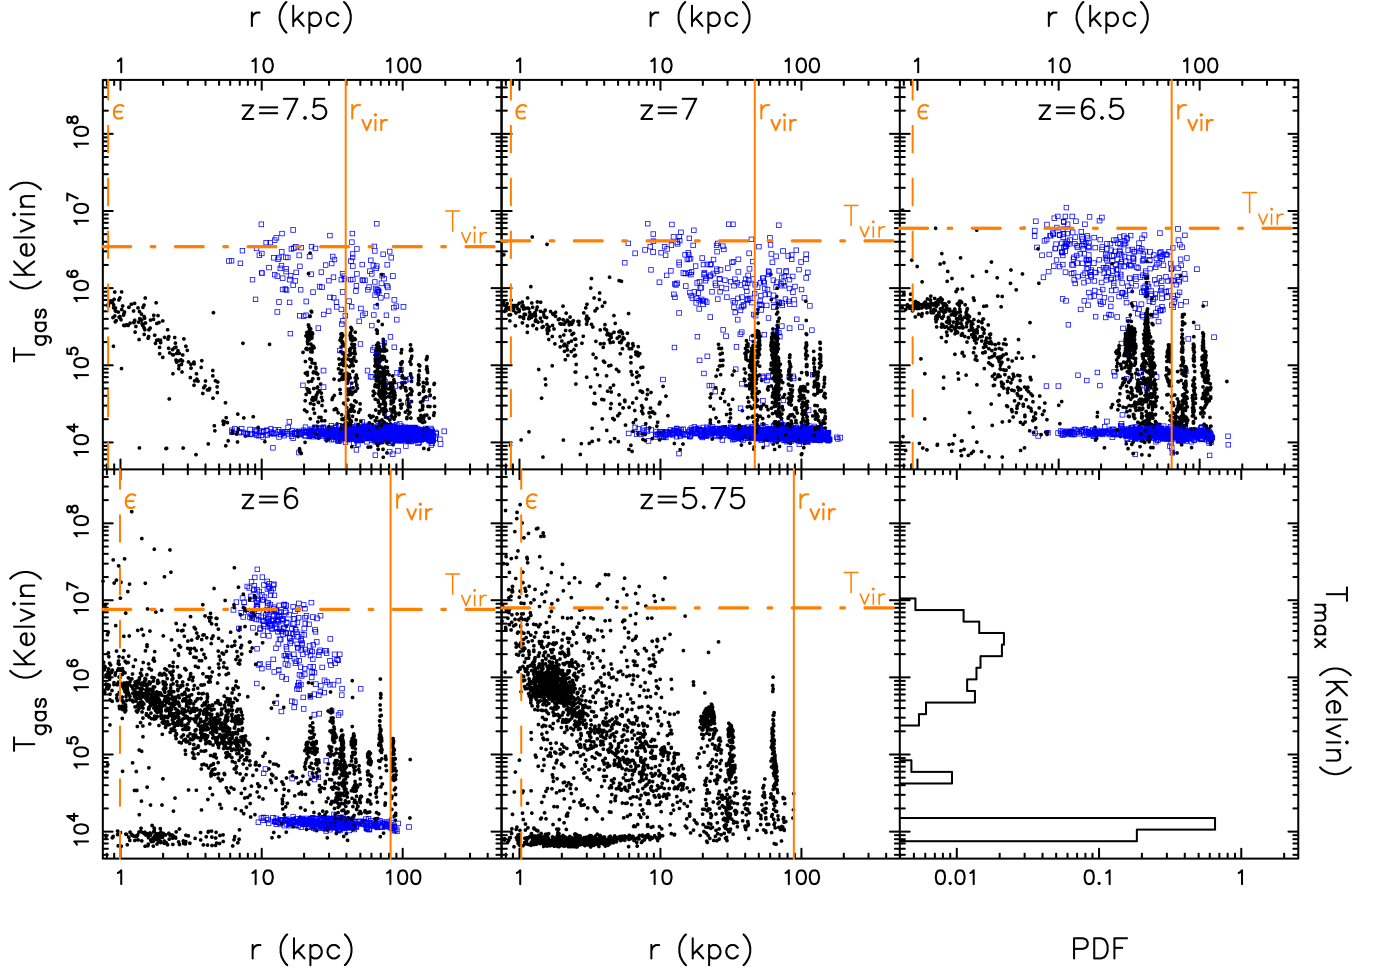 r (kpc) r (kpc) r (kpc)
1 10 100 1 10 100 1 10 100
ϵ z=7.5 r_vir ϵ z=7 r_vir ϵ z=6.5 r_vir
T_gas (Kelvin)
10^8
10^7
10^6
10^5
10^4
T_vir T_vir T_vir
ϵ z=6 r_vir ϵ z=5.75 r_vir
T_gas (Kelvin)
10^8
10^7
10^6
10^5
10^4
T_vir T_vir
T_max (Kelvin)
1 10 100 1 10 100 0.01 0.1 1
r (kpc) r (kpc) PDF